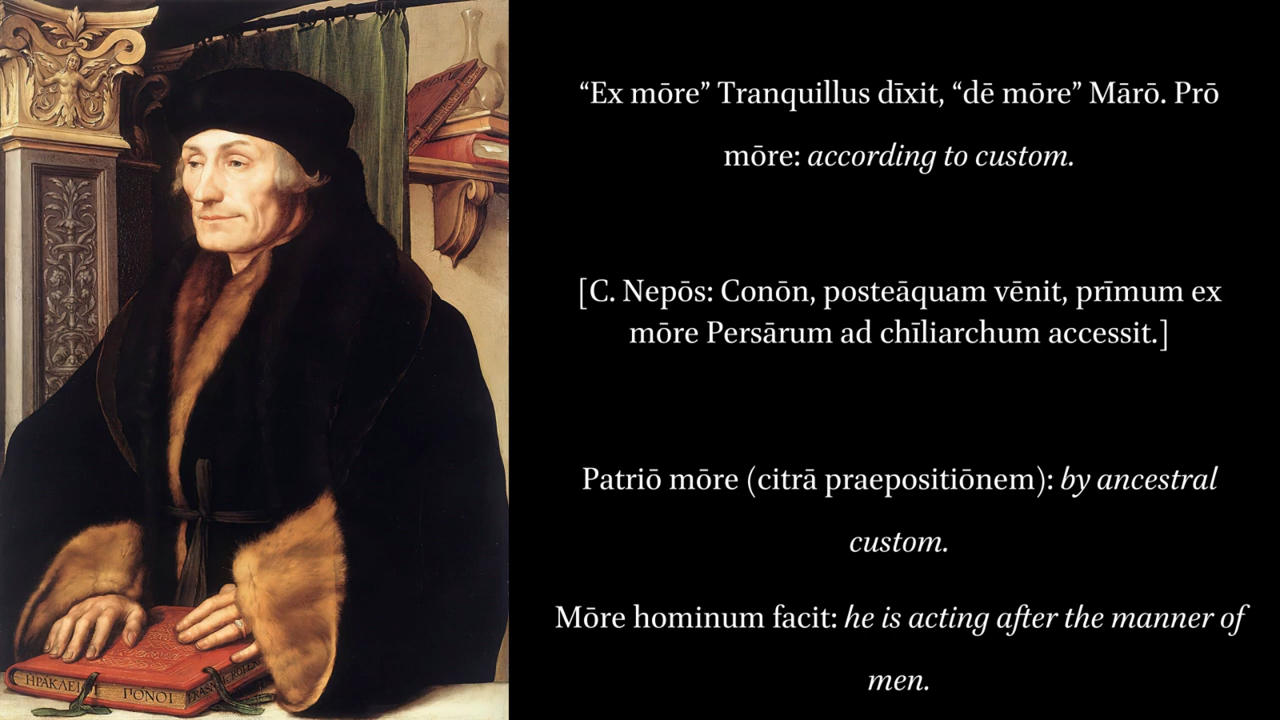 “Ex mōre” Tranquillus dīxit, “dē mōre” Mārō. Prō
mōre: according to custom.
[C. Nepōs: Conōn, posteāquam vēnit, prīmum ex
mōre Persārum ad chīliarchum accessit.]
Patriō mōre (citrā praepositiōnem): by ancestral
custom.
Mōre hominum facit: he is acting after the manner of
men.
ΗΡΑΚΛΕΙ
ΠΟΝΟΙ